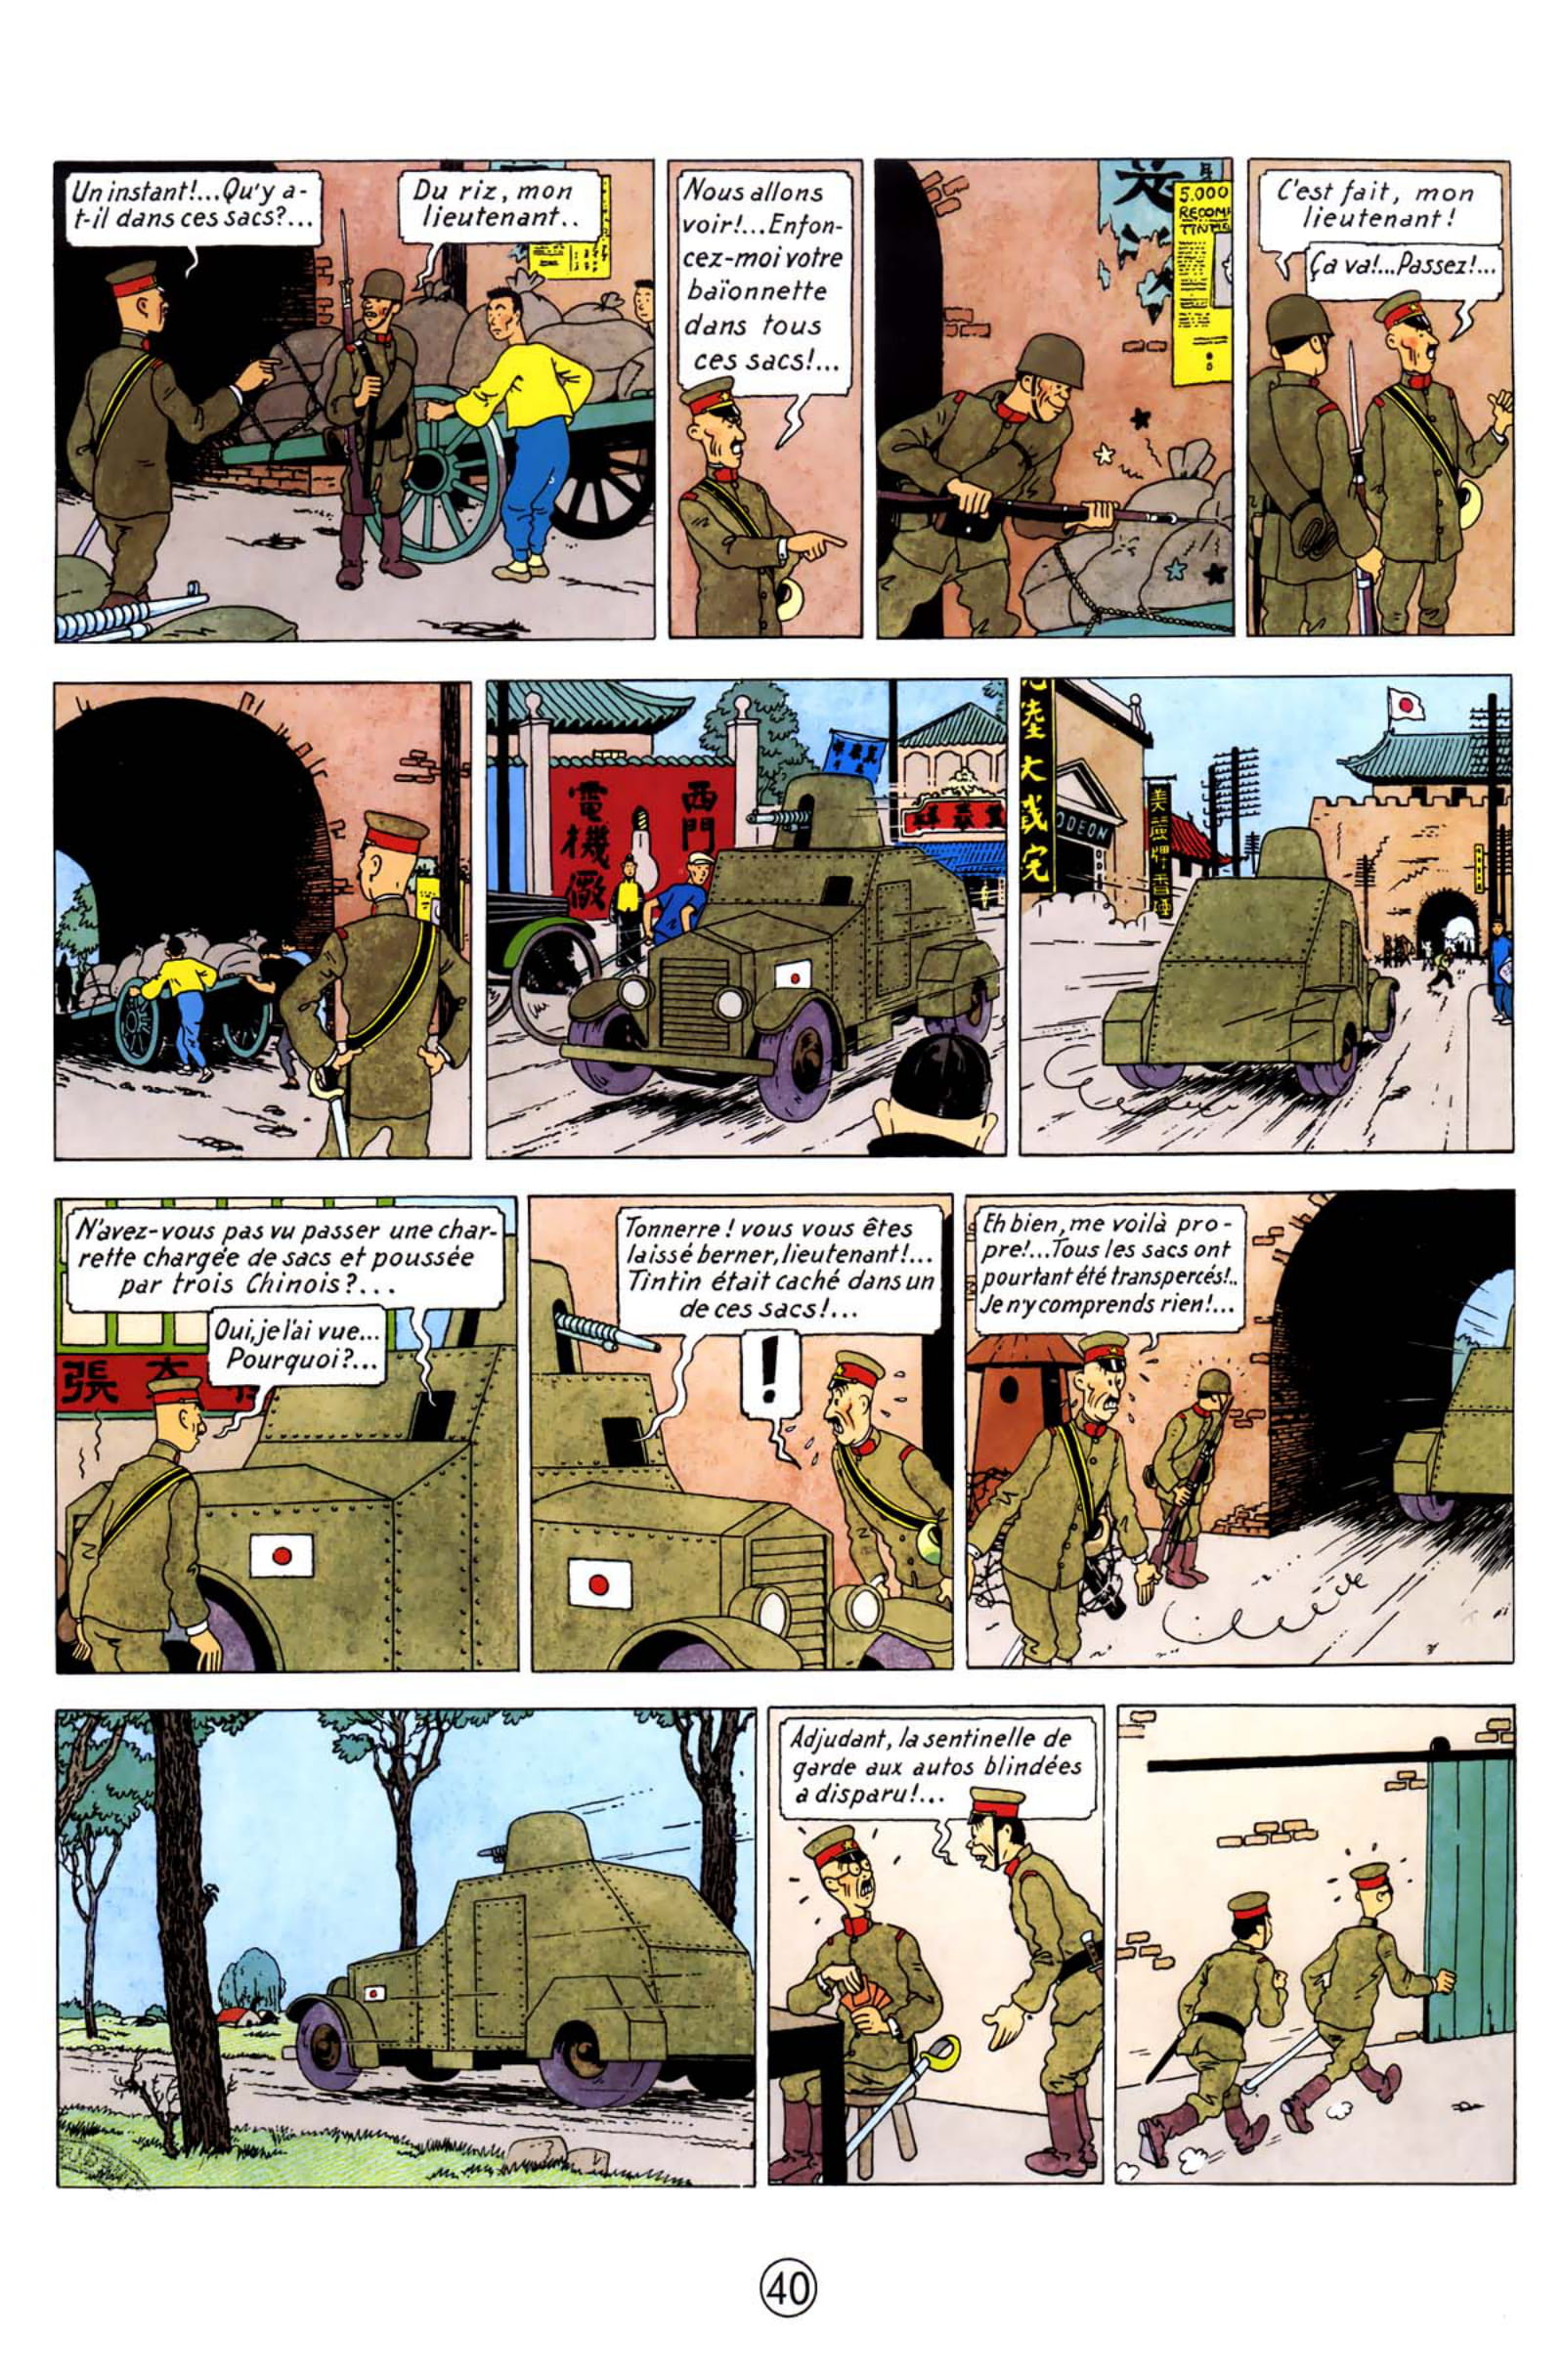 Un instant!...Qu'y a-
t-il dans ces sacs?...
Du riz, mon
lieutenant..
Nous allons
voir!...Enfon-
cez-moi votre
baïonnette
dans tous
ces sacs!...
5.000
TINTIN
C'est fait, mon
lieutenant!
Ça va!...Passez!...
電
機
西
門
大
ODEON
N'avez-vous pas vu passer une char-
rette chargée de sacs et poussée
par trois Chinois?...
Oui, je l'ai vue...
Pourquoi?...
張 大
Tonnerre! vous vous êtes
laissé berner, lieutenant!...
Tintin était caché dans un
de ces sacs!...
!
Eh bien, me voilà pro-
pre!...Tous les sacs ont
pourtant été transpercés!..
Je n'y comprends rien!...
Adjudant, la sentinelle de
garde aux autos blindées
a disparu!...
40